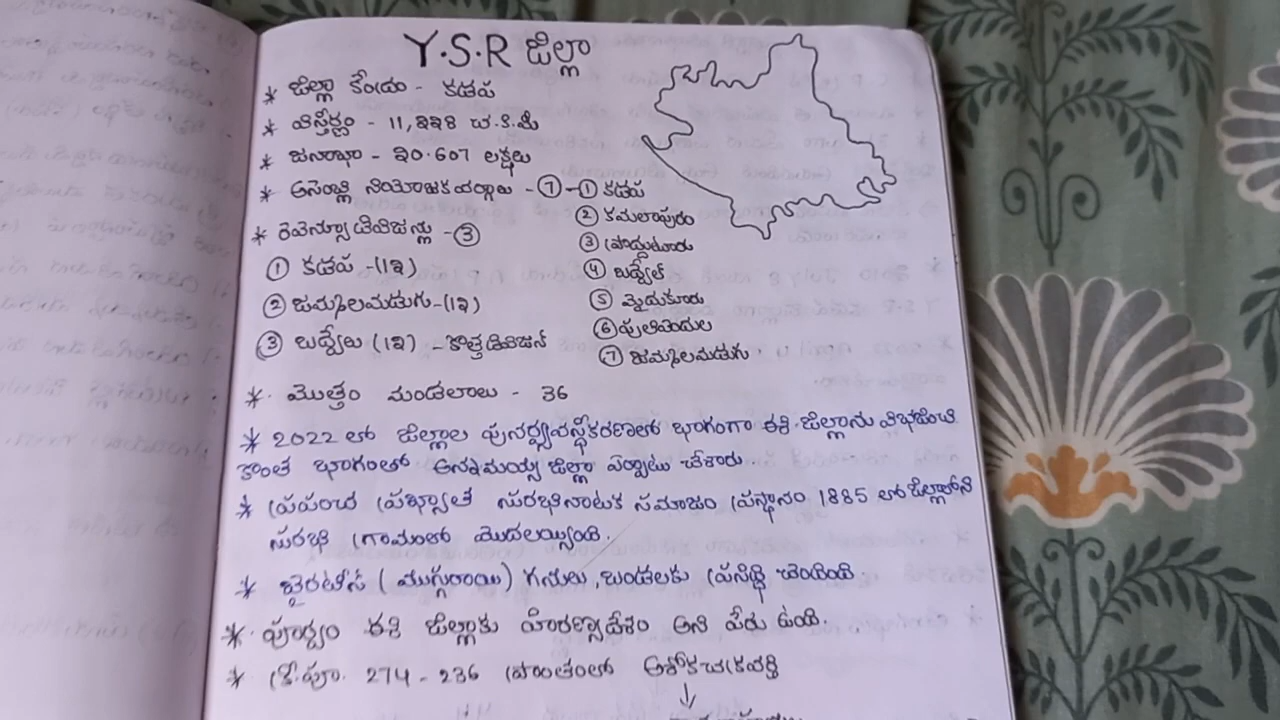 Y.S.R జిల్లా
* జిల్లా కేంద్రం - కడప
* విస్తీర్ణం - 11,228 చ.కి.మీ
* జనాభా - 20.607 లక్షలు
* అసెంబ్లీ నియోజకవర్గాలు - ⑦ - ① కడప
② కమలాపురం
③ ప్రొద్దుటూరు
④ బద్వేల్
⑤ మైదుకూరు
⑥ పులివెందుల
⑦ జమ్మలమడుగు
* రెవెన్యూ డివిజన్లు - ③
① కడప - (12)
② జమ్మలమడుగు - (12)
③ బద్వేలు (12) - కొత్త డివిజన్
* మొత్తం మండలాలు - 36
* 2022 లో జిల్లాల పునర్వ్యవస్థీకరణలో భాగంగా ఈ జిల్లాను విభజించి
కొంత భాగంతో అన్నమయ్య జిల్లా ఏర్పాటు చేశారు.
* ప్రపంచ ప్రఖ్యాత సురభినాటక సమాజం ప్రస్థానం 1885 లో జిల్లాలోని
సురభి గ్రామంలో మొదలయ్యింది.
* బైరటీస్ (ముగ్గురాయి) గనులు, బండలకు ప్రసిద్ధి చెందింది.
* పూర్వం ఈ జిల్లాకు హిరణ్యదేశం అని పేరు ఉంది.
* క్రీ.పూ. 274 - 236 ప్రాంతంలో అశోకచక్రవర్తి
↓